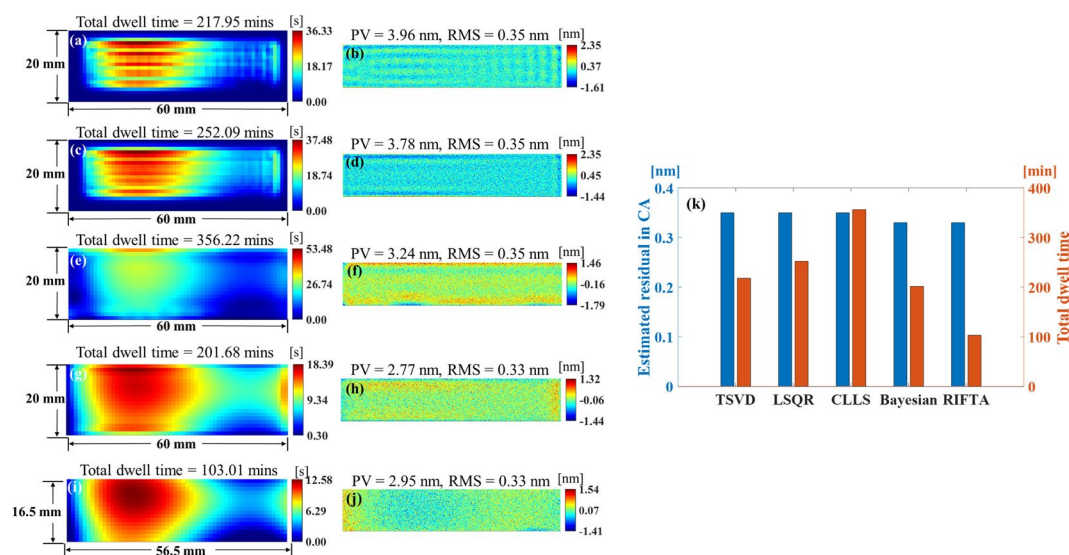 Total dwell time = 217.95 mins [s]
(a)
36.33
18.17
0.00
20 mm
60 mm
PV = 3.96 nm, RMS = 0.35 nm [nm]
(b)
2.35
0.37
-1.61
Total dwell time = 252.09 mins [s]
(c)
37.48
18.74
0.00
20 mm
60 mm
PV = 3.78 nm, RMS = 0.35 nm [nm]
(d)
2.35
0.45
-1.44
Total dwell time = 356.22 mins [s]
(e)
53.48
26.74
0.00
20 mm
60 mm
PV = 3.24 nm, RMS = 0.35 nm [nm]
(f)
1.46
-0.16
-1.79
Total dwell time = 201.68 mins [s]
(g)
18.39
9.34
0.30
20 mm
60 mm
PV = 2.77 nm, RMS = 0.33 nm [nm]
(h)
1.32
-0.06
-1.44
Total dwell time = 103.01 mins [s]
(i)
12.58
6.29
0.00
16.5 mm
56.5 mm
PV = 2.95 nm, RMS = 0.33 nm [nm]
(j)
1.54
0.07
-1.41
[nm]
[min]
(k)
0.4
0.3
0.2
0.1
0
Estimated residual in CA
400
300
200
100
0
Total dwell time
TSVD LSQR CLLS Bayesian RIFTA